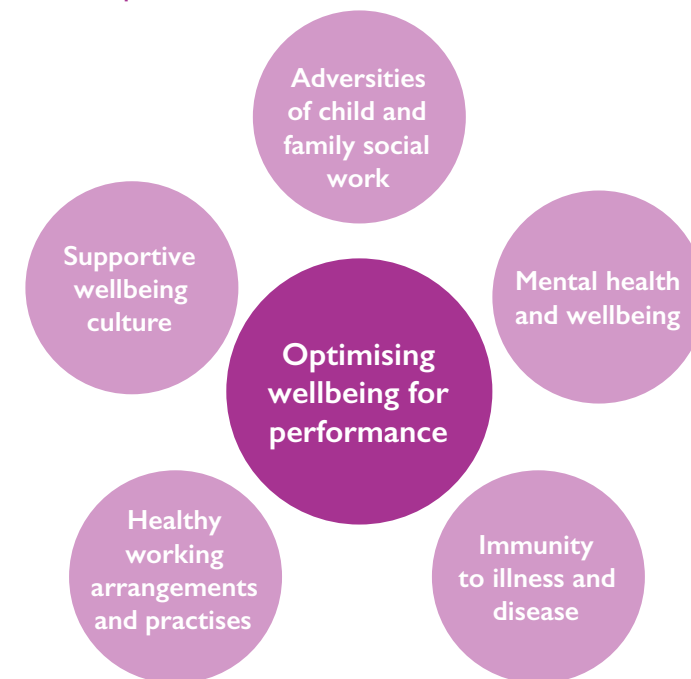 Adversities
of child and
family social
work
Supportive
wellbeing
culture
Mental health
and wellbeing
Optimising
wellbeing for
performance
Healthy
working
arrangements
and practises
Immunity
to illness and
disease